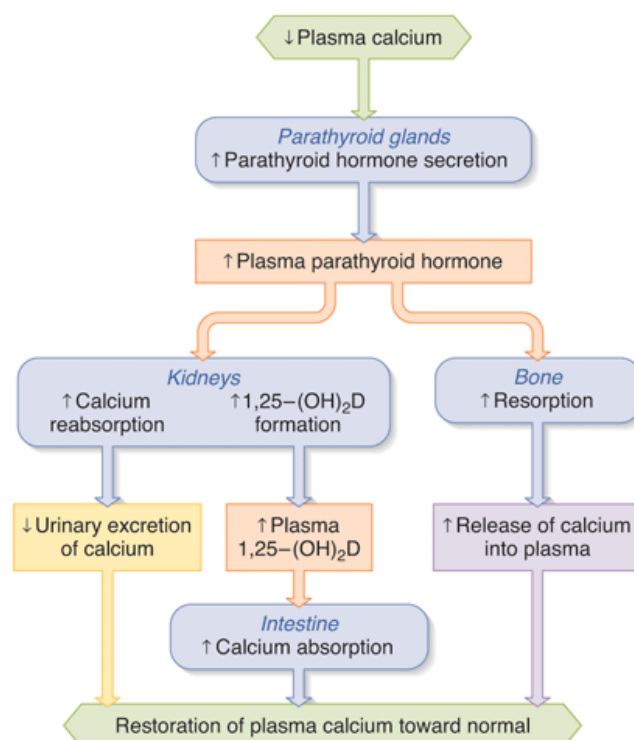 ↓Plasma calcium
Parathyroid glands
↑Parathyroid hormone secretion
↑Plasma parathyroid hormone
Kidneys
↑Calcium
reabsorption
↑1,25–(OH)₂D
formation
Bone
↑Resorption
↓Urinary excretion
of calcium
↑Plasma
1,25–(OH)₂D
↑Release of calcium
into plasma
Intestine
↑Calcium absorption
Restoration of plasma calcium toward normal